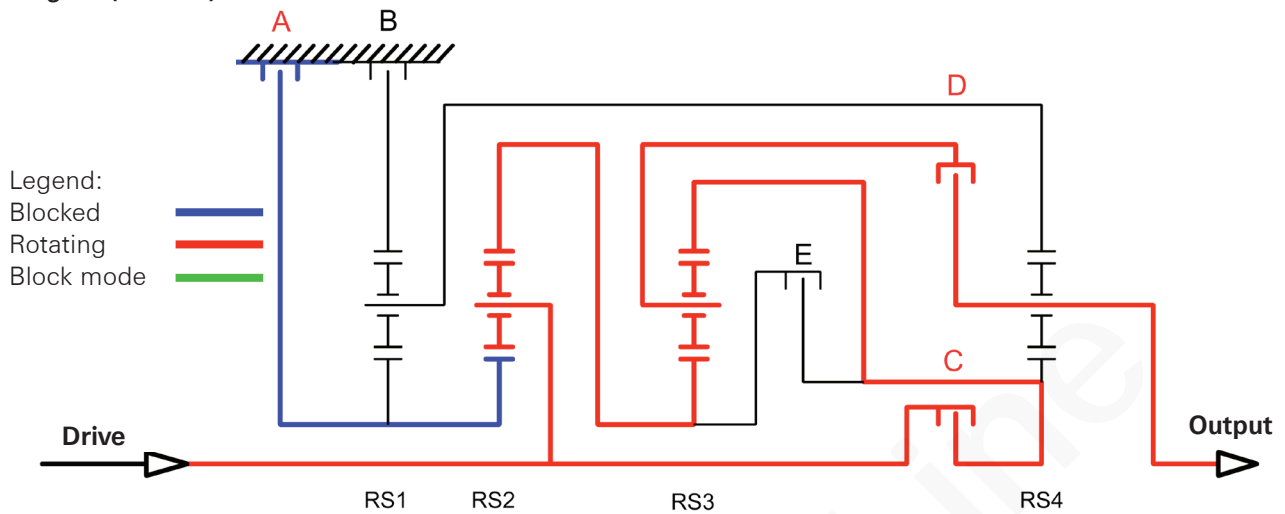 A
B
D
Legend:
Blocked
Rotating
Block mode
E
C
Drive
Output
RS1
RS2
RS3
RS4